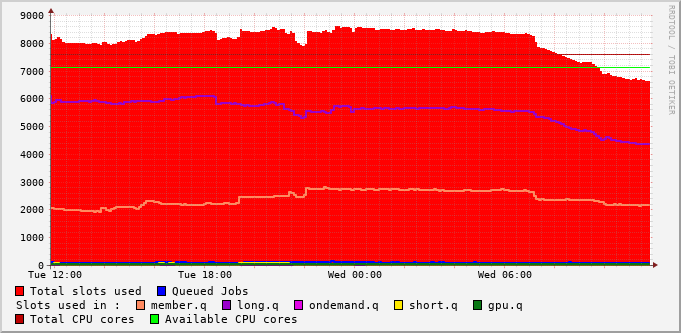 9000
8000
7000
6000
5000
4000
3000
2000
1000
0
Tue 12:00 Tue 18:00 Wed 00:00 Wed 06:00
RRDTOOL / TOBI OETIKER
Total slots used Queued Jobs
Slots used in : member.q long.q ondemand.q short.q gpu.q
Total CPU cores Available CPU cores